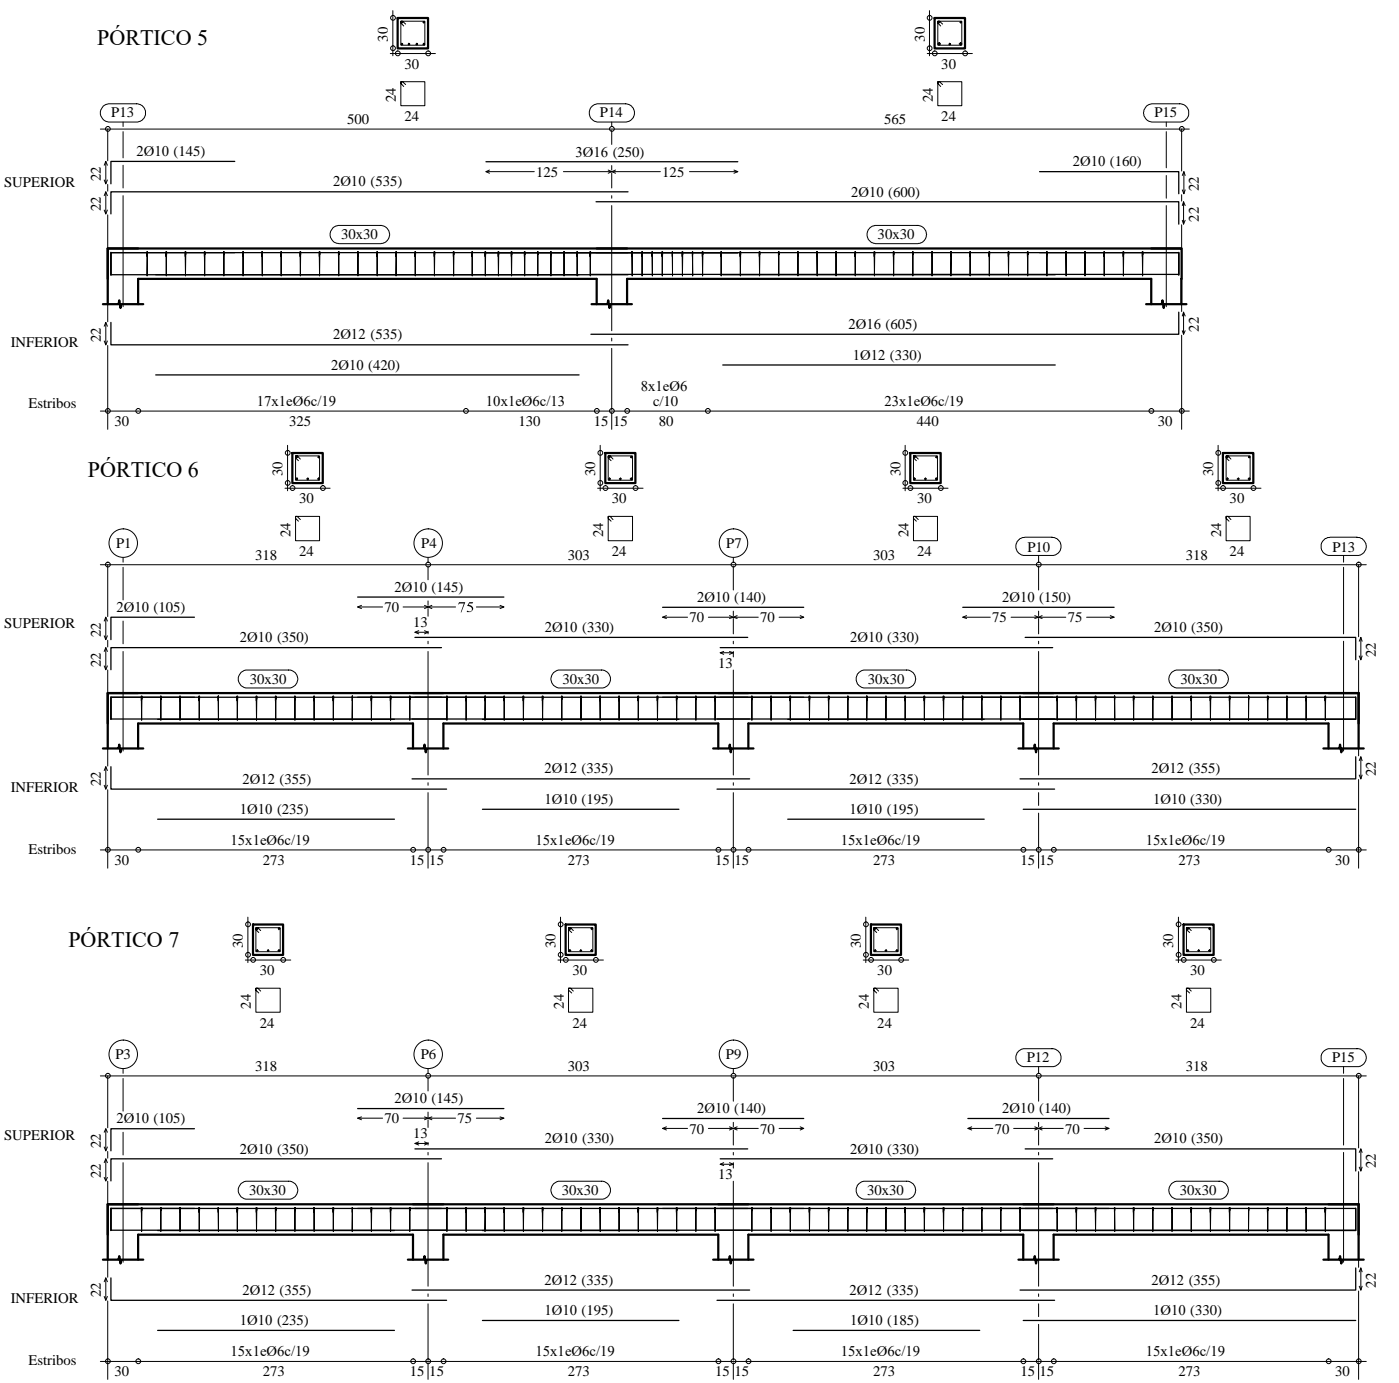 PÓRTICO 5
30 30
30 30
24 24
24 24
P13 P14 P15
500 565
2Ø10 (145) 3Ø16 (250) 2Ø10 (160)
SUPERIOR 22 125 125 22
2Ø10 (535) 2Ø10 (600)
22 22
30x30 30x30
2Ø16 (605)
INFERIOR 22 2Ø12 (535) 22
2Ø10 (420) 1Ø12 (330)
Estribos 17x1eØ6c/19 10x1eØ6c/13 8x1eØ6 c/10 23x1eØ6c/19
30 325 130 15 15 80 440 30
PÓRTICO 6
30 30 30 30
30 30 30 30
24 24 24 24
24 24 24 24
P1 P4 P7 P10 P13
318 303 303 318
2Ø10 (145) 2Ø10 (140) 2Ø10 (150)
2Ø10 (105) 70 75 70 70 75 75
SUPERIOR 22 13 2Ø10 (330) 2Ø10 (350)
22 2Ø10 (350) 13 2Ø10 (330) 22
30x30 30x30 30x30 30x30
2Ø12 (335) 2Ø12 (355)
INFERIOR 22 2Ø12 (355) 2Ø12 (335) 22
1Ø10 (235) 1Ø10 (195) 1Ø10 (195) 1Ø10 (330)
Estribos 15x1eØ6c/19 15x1eØ6c/19 15x1eØ6c/19 15x1eØ6c/19
30 273 15 15 273 15 15 273 15 15 273 30
PÓRTICO 7
30 30 30 30
30 30 30 30
24 24 24 24
24 24 24 24
P3 P6 P9 P12 P15
318 303 303 318
2Ø10 (145) 2Ø10 (140) 2Ø10 (140)
2Ø10 (105) 70 75 70 70 70 70
SUPERIOR 22 13 2Ø10 (330) 2Ø10 (350)
22 2Ø10 (350) 13 2Ø10 (330) 22
30x30 30x30 30x30 30x30
2Ø12 (335) 2Ø12 (355)
INFERIOR 22 2Ø12 (355) 2Ø12 (335) 22
1Ø10 (235) 1Ø10 (195) 1Ø10 (185) 1Ø10 (330)
Estribos 15x1eØ6c/19 15x1eØ6c/19 15x1eØ6c/19 15x1eØ6c/19
30 273 15 15 273 15 15 273 15 15 273 30